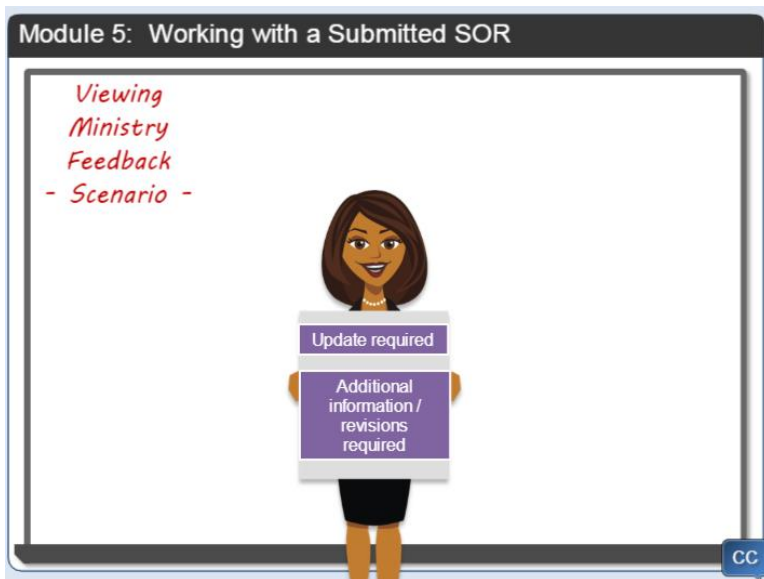 Module 5: Working with a Submitted SOR
Viewing
Ministry
Feedback
- Scenario -
Update required
Additional
information /
revisions
required
CC